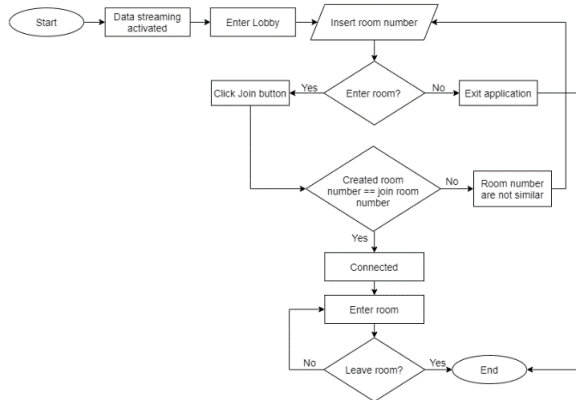 Start
Data streaming
activated
Enter Lobby
Insert room number
Click Join button
Yes
Enter room?
No
Exit application
Created room
number == join room
number
No
Room number
are not similar
Yes
Connected
Enter room
No
Leave room?
Yes
End